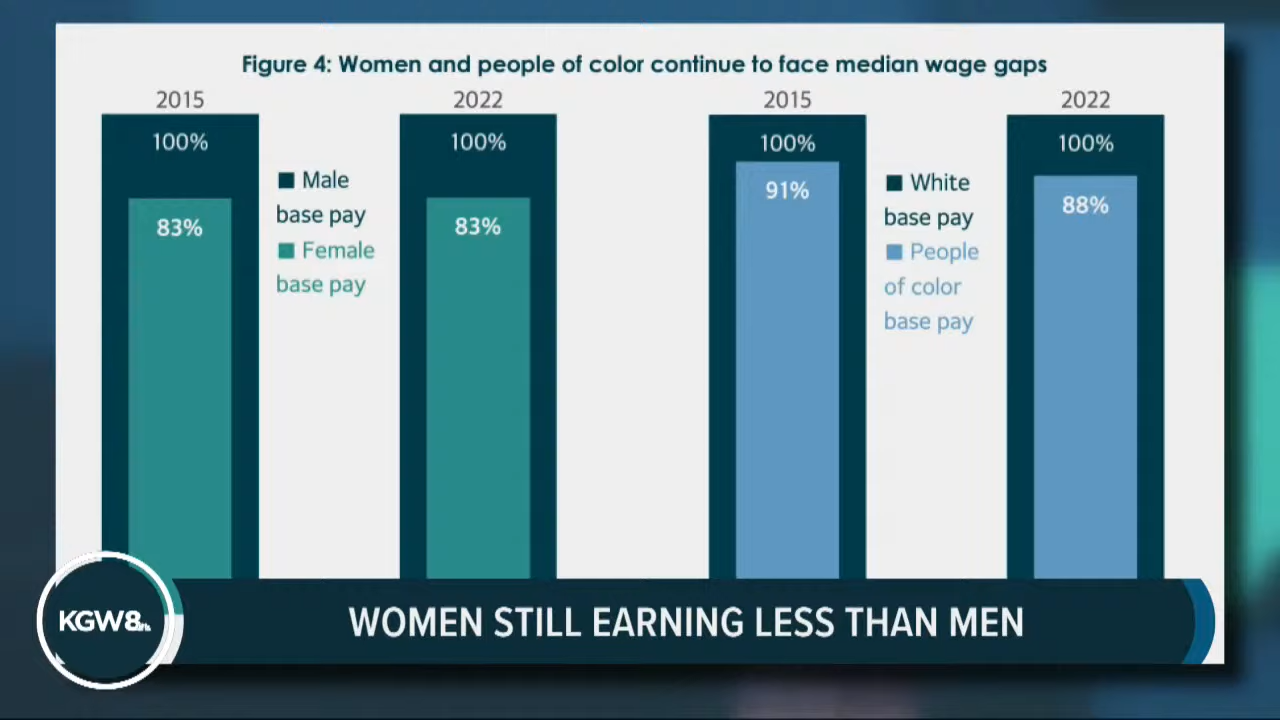 Figure 4: Women and people of color continue to face median wage gaps
2015
100%
83%
Male
base pay
Female
base pay
2022
100%
83%
2015
100%
91%
White
base pay
People
of color
base pay
2022
100%
88%
KGW8
WOMEN STILL EARNING LESS THAN MEN